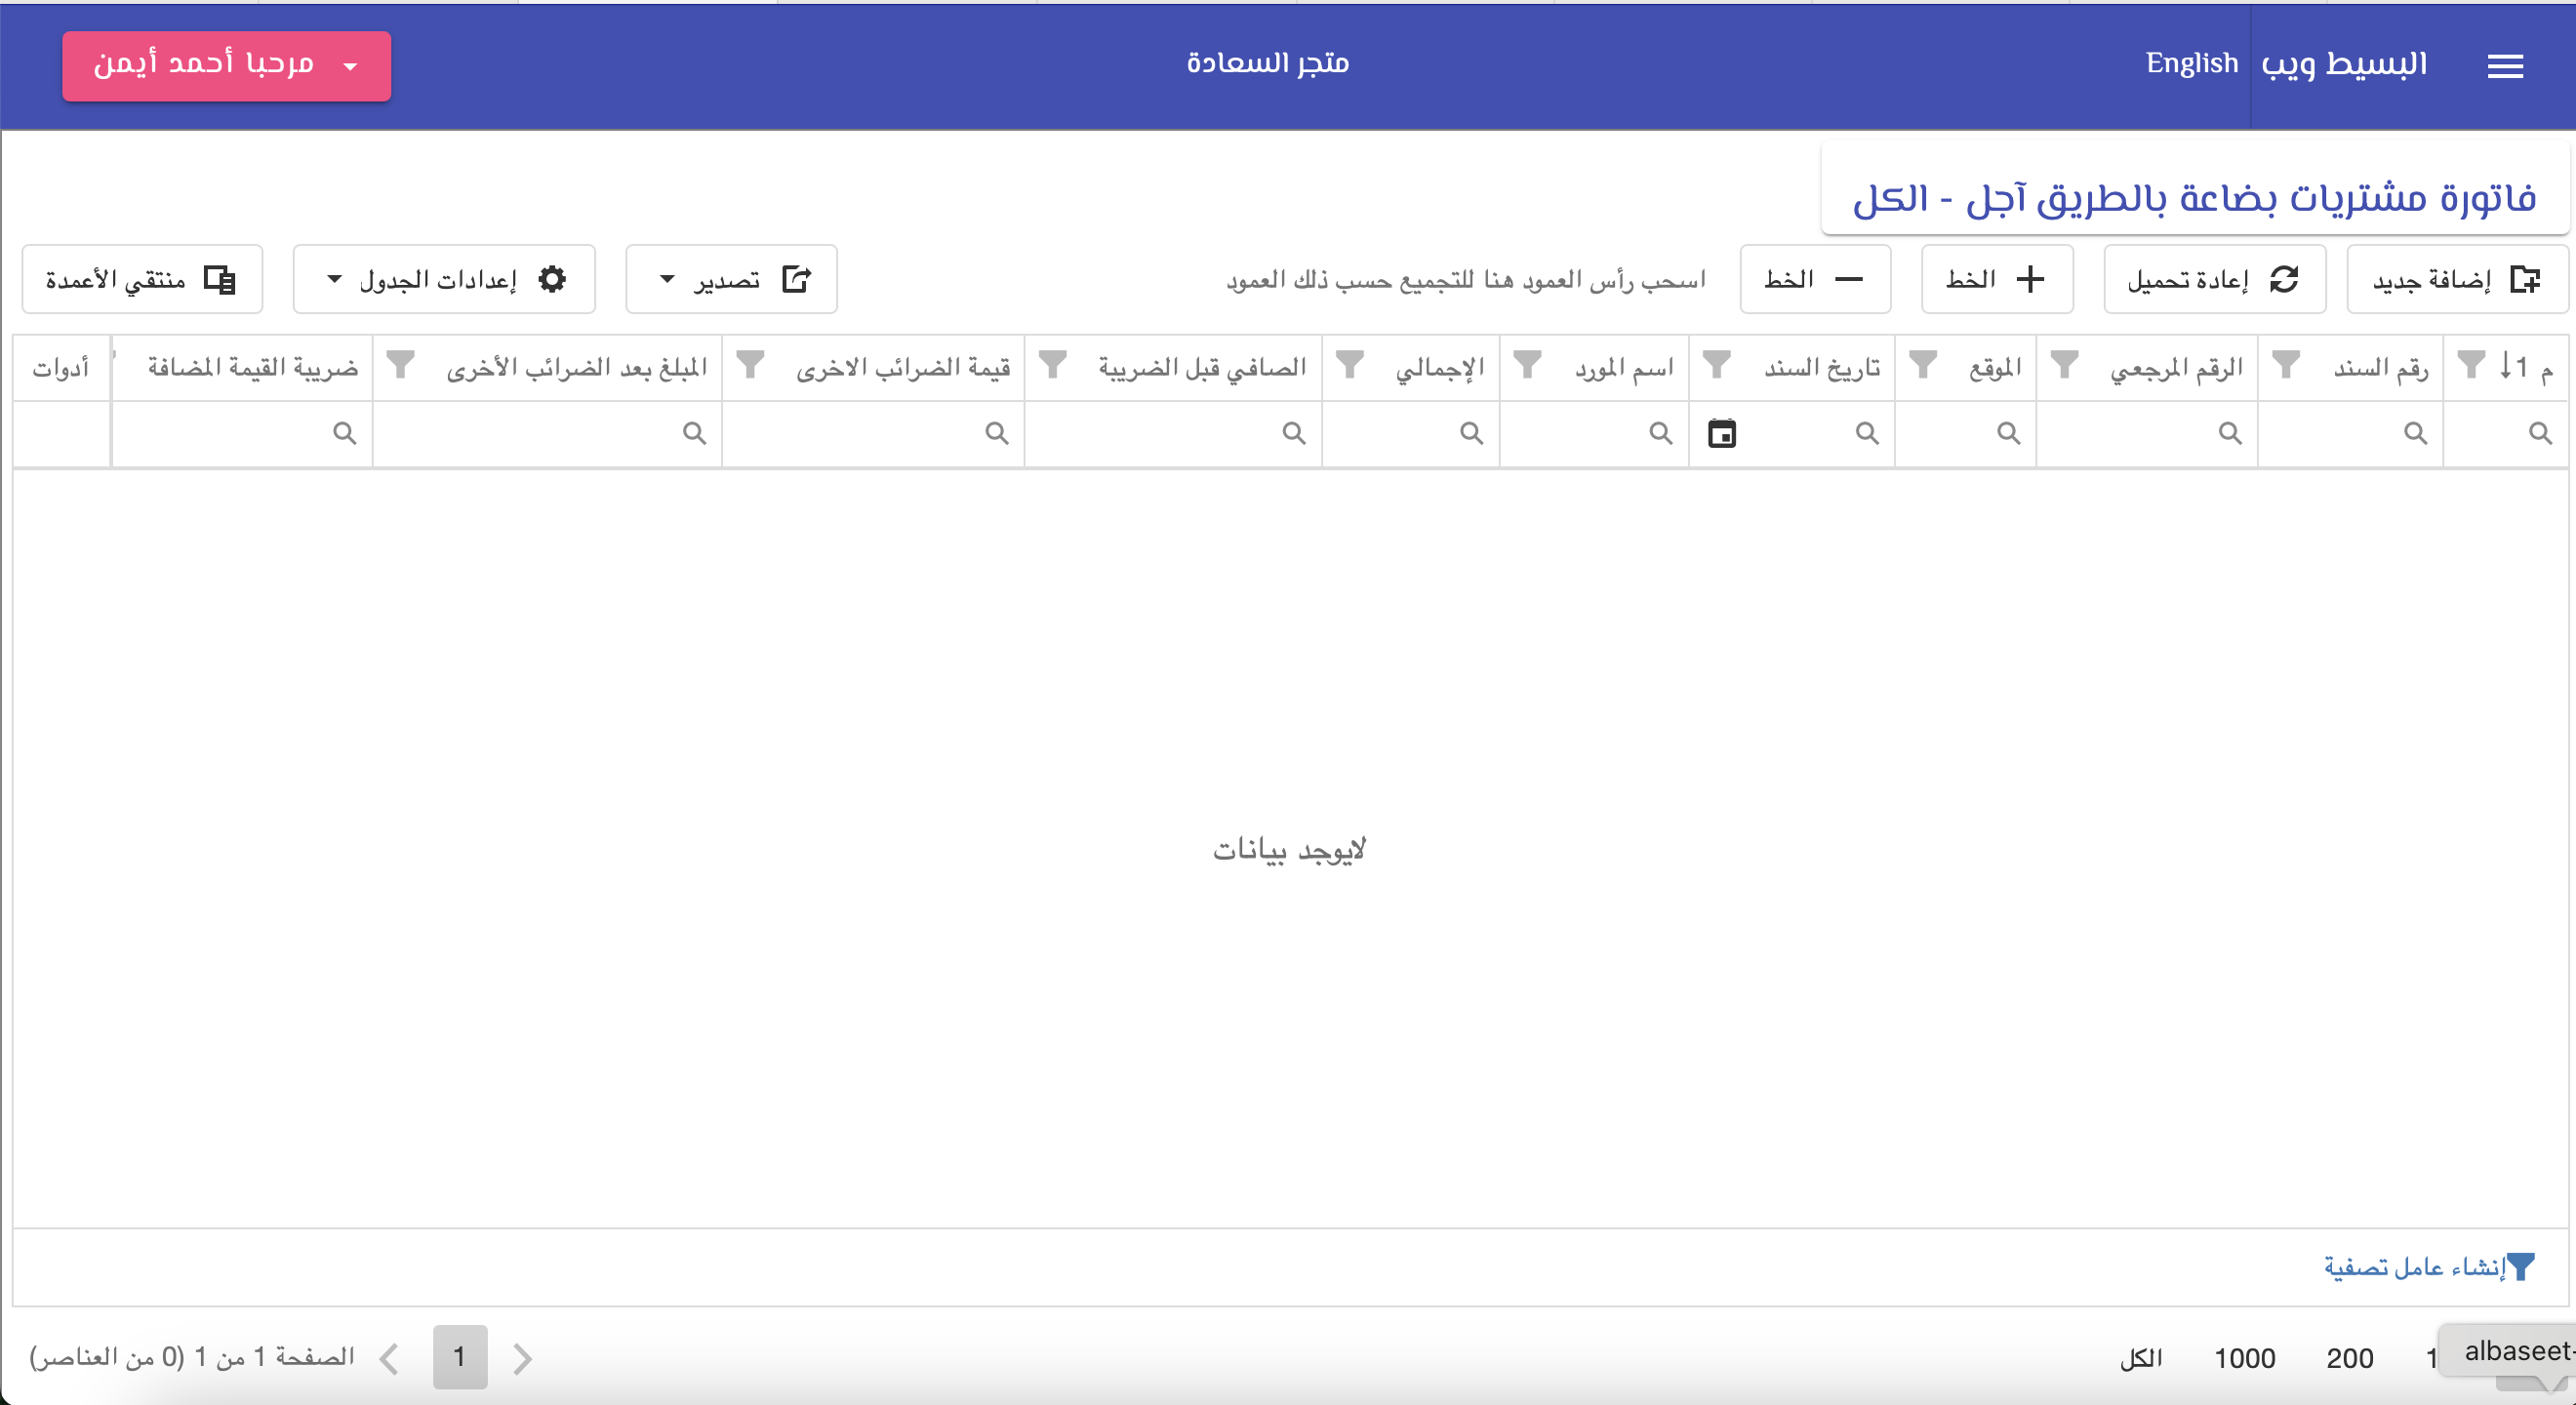 البسيط ويب English متجر السعادة مرحبا أحمد أيمن
فاتورة مشتريات بضاعة بالطريق آجل - الكل
إضافة جديد إعادة تحميل الخط الخط اسحب رأس العمود هنا للتجميع حسب ذلك العمود تصدير إعدادات الجدول منتقي الأعمدة
م 1 رقم السند الرقم المرجعي الموقع تاريخ السند اسم المورد الإجمالي الصافي قبل الضريبة قيمة الضرائب الاخرى المبلغ بعد الضرائب الأخرى ضريبة القيمة المضافة أدوات
لايوجد بيانات
إنشاء عامل تصفية
albaseet- 200 1000 الكل 1 الصفحة 1 من 1 (0 من العناصر)